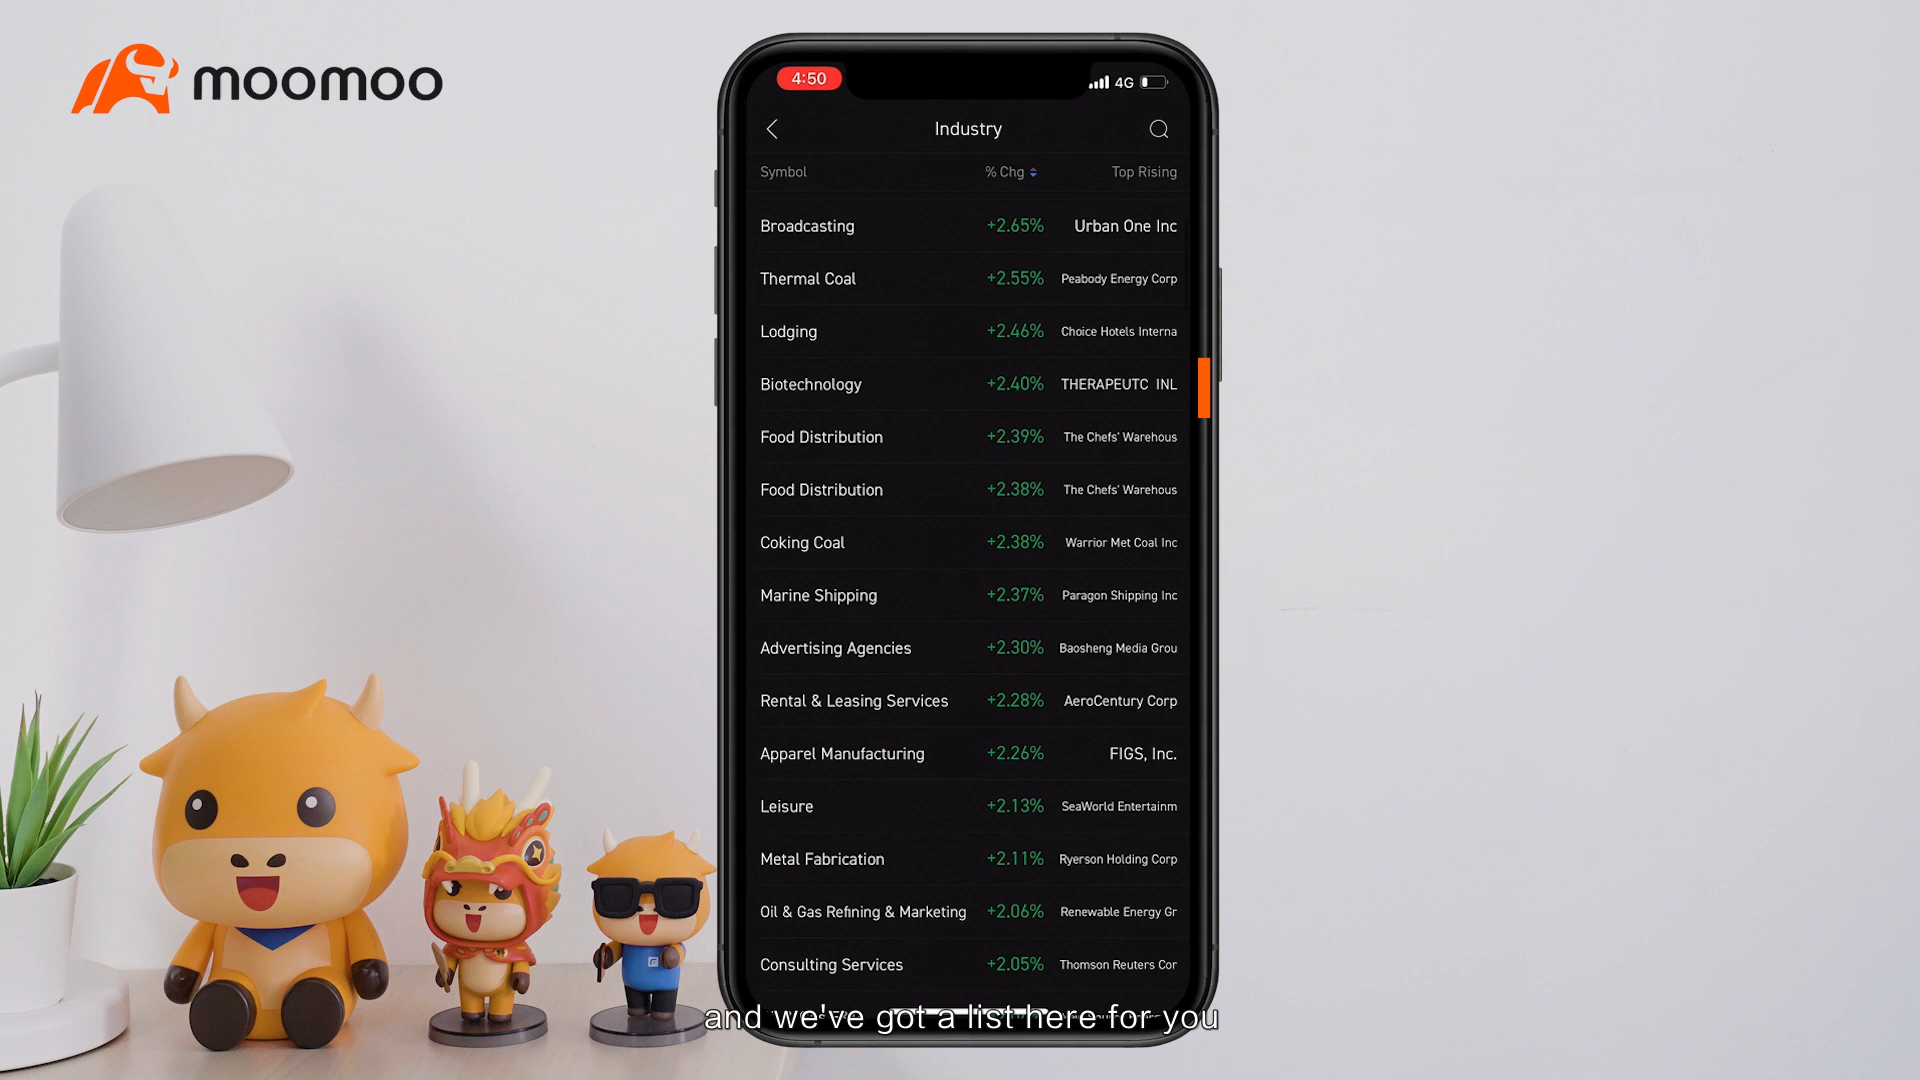 moomoo
4:50 4G
Industry
Symbol % Chg Top Rising
Broadcasting +2.65% Urban One Inc
Thermal Coal +2.55% Peabody Energy Corp
Lodging +2.46% Choice Hotels Interna
Biotechnology +2.40% THERAPEUTC INL
Food Distribution +2.39% The Chefs' Warehous
Food Distribution +2.38% The Chefs' Warehous
Coking Coal +2.38% Warrior Met Coal Inc
Marine Shipping +2.37% Paragon Shipping Inc
Advertising Agencies +2.30% Baosheng Media Grou
Rental & Leasing Services +2.28% AeroCentury Corp
Apparel Manufacturing +2.26% FIGS, Inc.
Leisure +2.13% SeaWorld Entertainm
Metal Fabrication +2.11% Ryerson Holding Corp
Oil & Gas Refining & Marketing +2.06% Renewable Energy Gr
Consulting Services +2.05% Thomson Reuters Cor
and we've got a list here for you